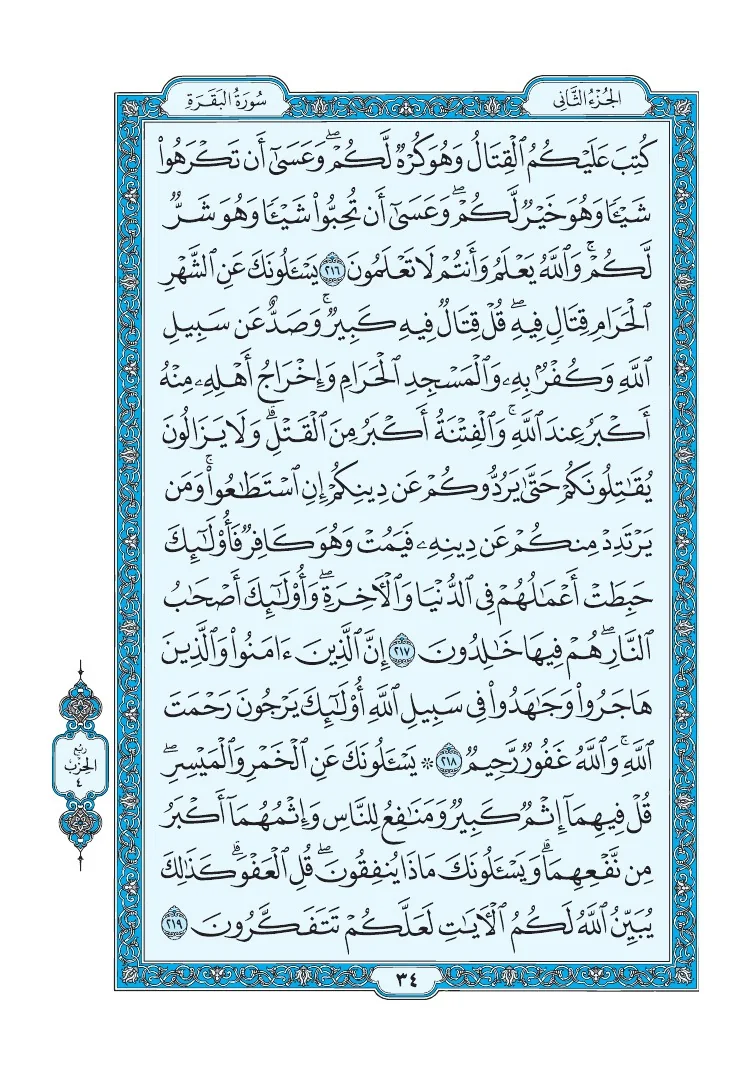 الجُزْءُ الثَّانِى
سُورَةُ البَقَرَةِ
كُتِبَ عَلَيْكُمُ ٱلْقِتَالُ وَهُوَ كُرْهٌ لَّكُمْۖ وَعَسَىٰٓ أَن تَكْرَهُوا۟
شَيْـًٔا وَهُوَ خَيْرٌ لَّكُمْۖ وَعَسَىٰٓ أَن تُحِبُّوا۟ شَيْـًٔا وَهُوَ شَرٌّ
لَّكُمْۚ وَٱللَّهُ يَعْلَمُ وَأَنتُمْ لَا تَعْلَمُونَ ٢١٦ يَسْـَٔلُونَكَ عَنِ ٱلشَّهْرِ
ٱلْحَرَامِ قِتَالٍ فِيهِۖ قُلْ قِتَالٌ فِيهِ كَبِيرٌۚ وَصَدٌّ عَن سَبِيلِ
ٱللَّهِ وَكُفْرٌۢ بِهِۦ وَٱلْمَسْجِدِ ٱلْحَرَامِ وَإِخْرَاجُ أَهْلِهِۦ مِنْهُ
أَكْبَرُ عِندَ ٱللَّهِۚ وَٱلْفِتْنَةُ أَكْبَرُ مِنَ ٱلْقَتْلِۗ وَلَا يَزَالُونَ
يُقَـٰتِلُونَكُمْ حَتَّىٰ يَرُدُّوكُمْ عَن دِينِكُمْ إِنِ ٱسْتَطَـٰعُوا۟ۚ وَمَن
يَرْتَدِدْ مِنكُمْ عَن دِينِهِۦ فَيَمُتْ وَهُوَ كَافِرٌ فَأُو۟لَـٰٓئِكَ
حَبِطَتْ أَعْمَـٰلُهُمْ فِى ٱلدُّنْيَا وَٱلْـَٔاخِرَةِۖ وَأُو۟لَـٰٓئِكَ أَصْحَـٰبُ
ٱلنَّارِۖ هُمْ فِيهَا خَـٰلِدُونَ ٢١٧ إِنَّ ٱلَّذِينَ ءَامَنُوا۟ وَٱلَّذِينَ
هَاجَرُوا۟ وَجَـٰهَدُوا۟ فِى سَبِيلِ ٱللَّهِ أُو۟لَـٰٓئِكَ يَرْجُونَ رَحْمَتَ
ٱللَّهِۚ وَٱللَّهُ غَفُورٌ رَّحِيمٌ ٢١٨ ۞ يَسْـَٔلُونَكَ عَنِ ٱلْخَمْرِ وَٱلْمَيْسِرِۖ
قُلْ فِيهِمَآ إِثْمٌ كَبِيرٌ وَمَنَـٰفِعُ لِلنَّاسِ وَإِثْمُهُمَآ أَكْبَرُ
مِن نَّفْعِهِمَاۗ وَيَسْـَٔلُونَكَ مَاذَا يُنفِقُونَۖ قُلِ ٱلْعَفْوَۗ كَذَٰلِكَ
يُبَيِّنُ ٱللَّهُ لَكُمُ ٱلْـَٔايَـٰتِ لَعَلَّكُمْ تَتَفَكَّرُونَ ٢١٩
رُبع
الحِزْب
٤
٣٤